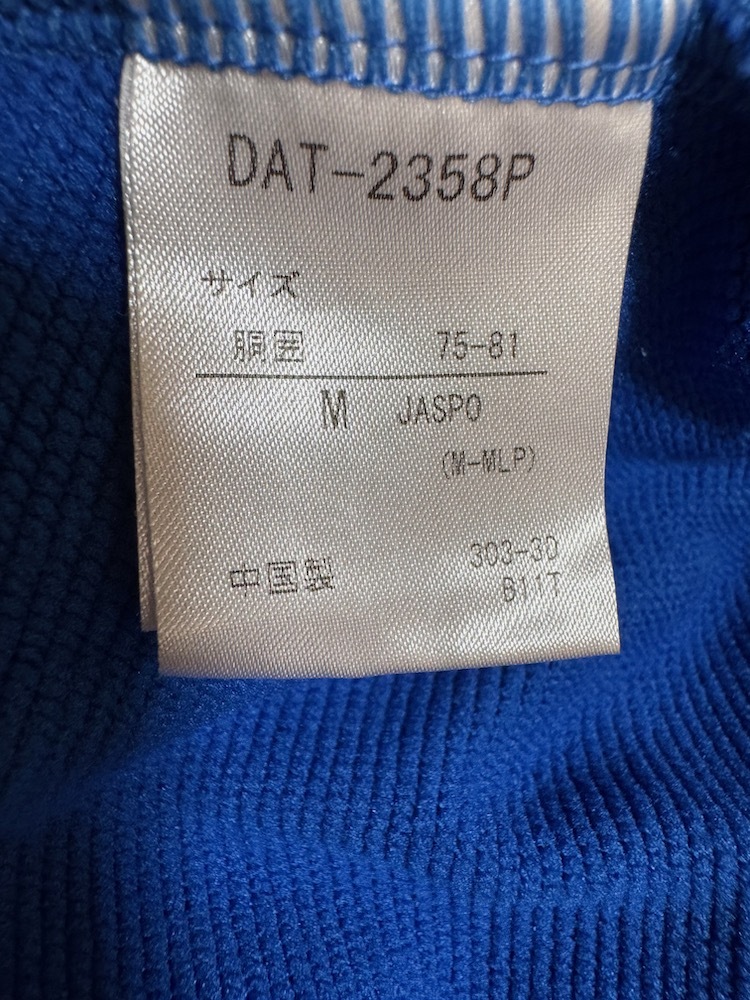 DAT-2358P
サイズ
胴囲 75-81
M JASPO
(M-MLP)
303-30
中国製 B11T